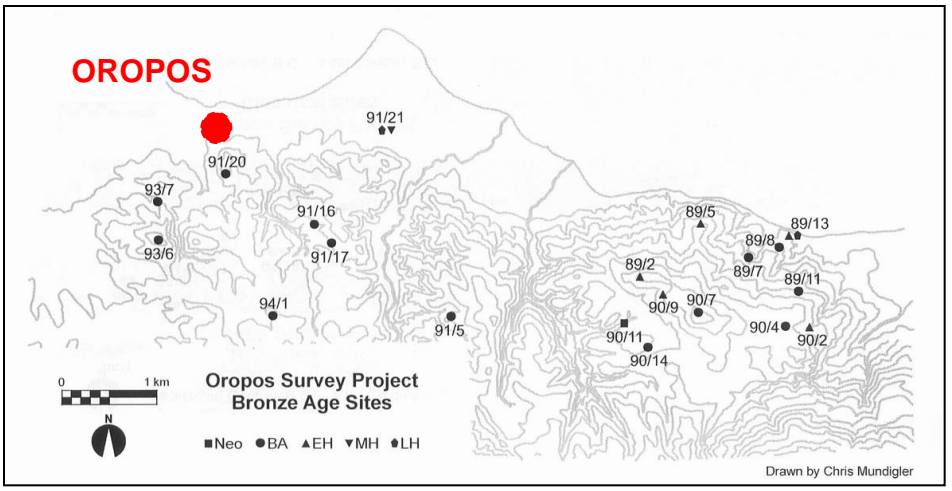 OROPOS
91/21
91/20
93/7
91/16
89/5
89/13
93/6
91/17
89/8
89/7
89/2
89/11
90/9
90/7
94/1
91/5
90/11
90/4
90/2
90/14
0 1 km
Oropos Survey Project
Bronze Age Sites
N
Neo BA EH MH LH
Drawn by Chris Mundigler